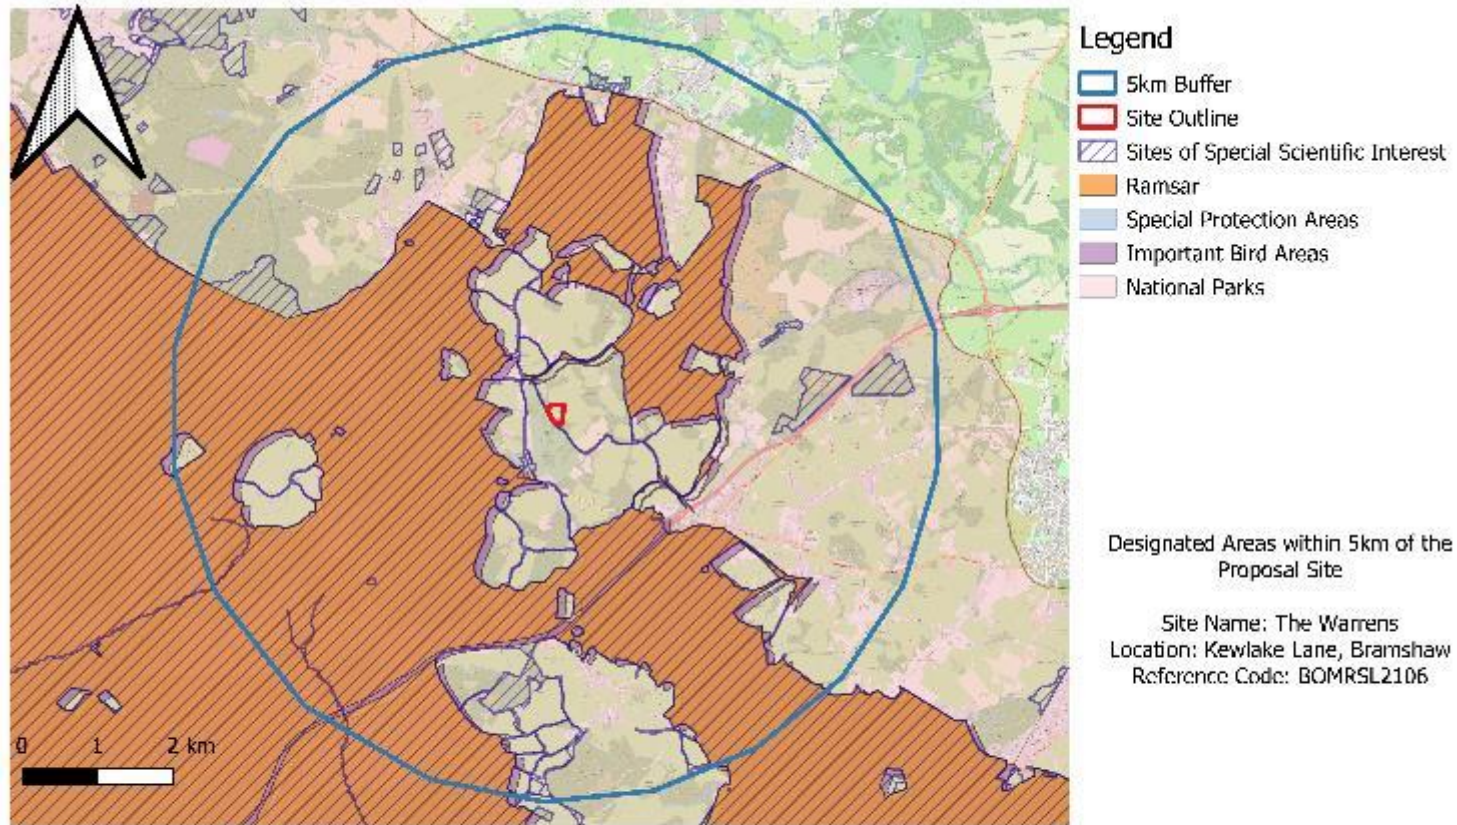 Legend
5km Buffer
Site Outline
Sites of Special Scientific Interest
Ramsar
Special Protection Areas
Important Bird Areas
National Parks
Designated Areas within 5km of the
Proposal Site
Site Name: The Warrens
Location: Kewlake Lane, Bramshaw
Reference Code: BOMRSL2106
0 1 2 km